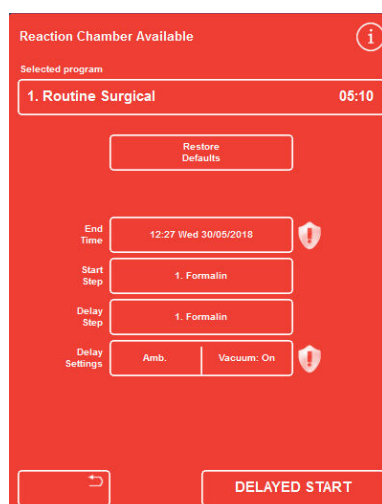 Reaction Chamber Available
i
Selected program
1. Routine Surgical 05:10
Restore
Defaults
End
Time
12:27 Wed 30/05/2018
!
Start
Step
1. Formalin
Delay
Step
1. Formalin
Delay
Settings
Amb.
Vacuum: On
!
DELAYED START